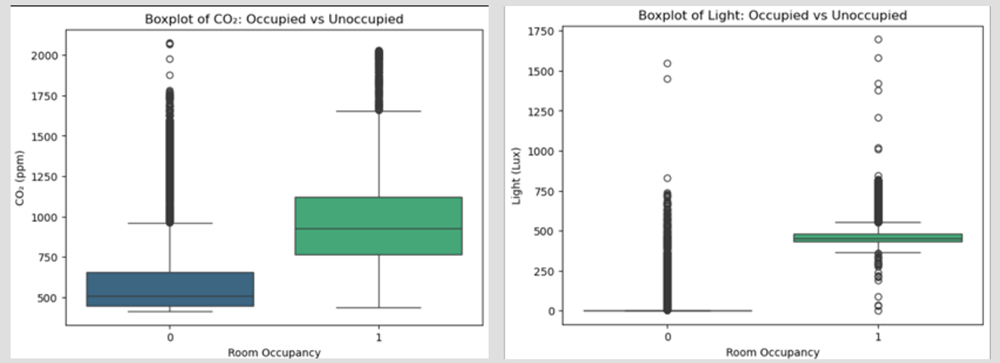 Boxplot of CO₂: Occupied vs Unoccupied
CO₂ (ppm)
2000
1750
1500
1250
1000
750
500
0 1
Room Occupancy
Boxplot of Light: Occupied vs Unoccupied
Light (Lux)
1750
1500
1250
1000
750
500
250
0
0 1
Room Occupancy